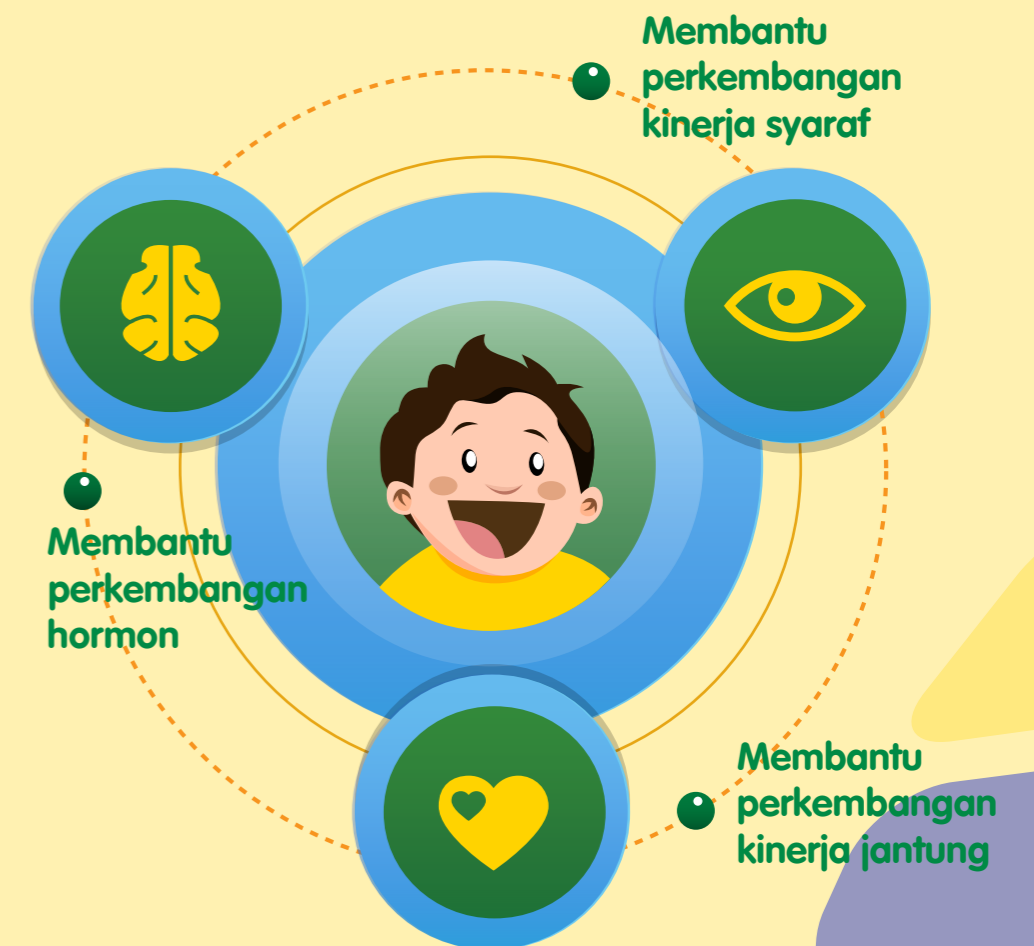 Membantu
perkembangan
kinerja syaraf
Membantu
perkembangan
hormon
Membantu
perkembangan
kinerja jantung